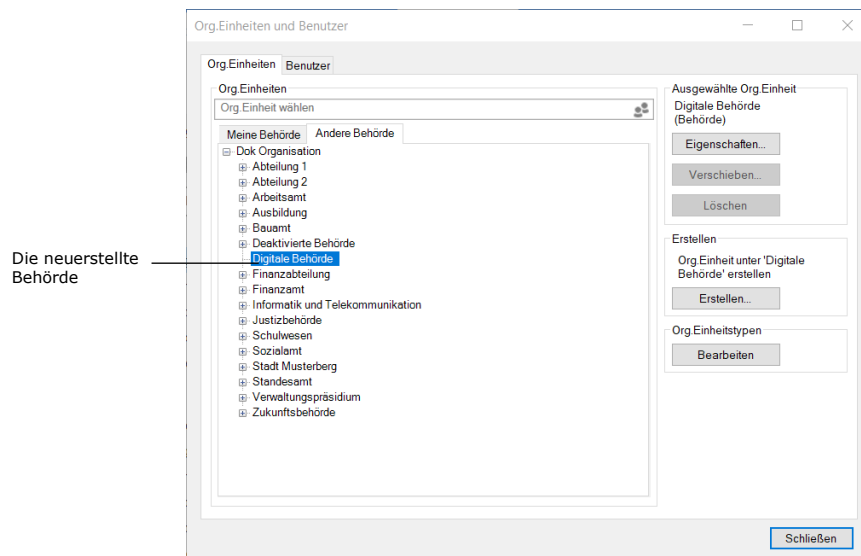 Org.Einheiten und Benutzer
Org.Einheiten Benutzer
Org.Einheiten
Org.Einheit wählen
Meine Behörde Andere Behörde
Dok Organisation
Abteilung 1
Abteilung 2
Arbeitsamt
Ausbildung
Bauamt
Deaktivierte Behörde
Digitale Behörde
Finanzabteilung
Finanzamt
Informatik und Telekommunikation
Justizbehörde
Schulwesen
Sozialamt
Stadt Musterberg
Standesamt
Verwaltungspräsidium
Zukunftsbehörde
Die neuerstellte
Behörde
Ausgewählte Org.Einheit
Digitale Behörde
(Behörde)
Eigenschaften...
Verschieben...
Löschen
Erstellen
Org.Einheit unter 'Digitale
Behörde' erstellen
Erstellen...
Org.Einheitstypen
Bearbeiten
Schließen